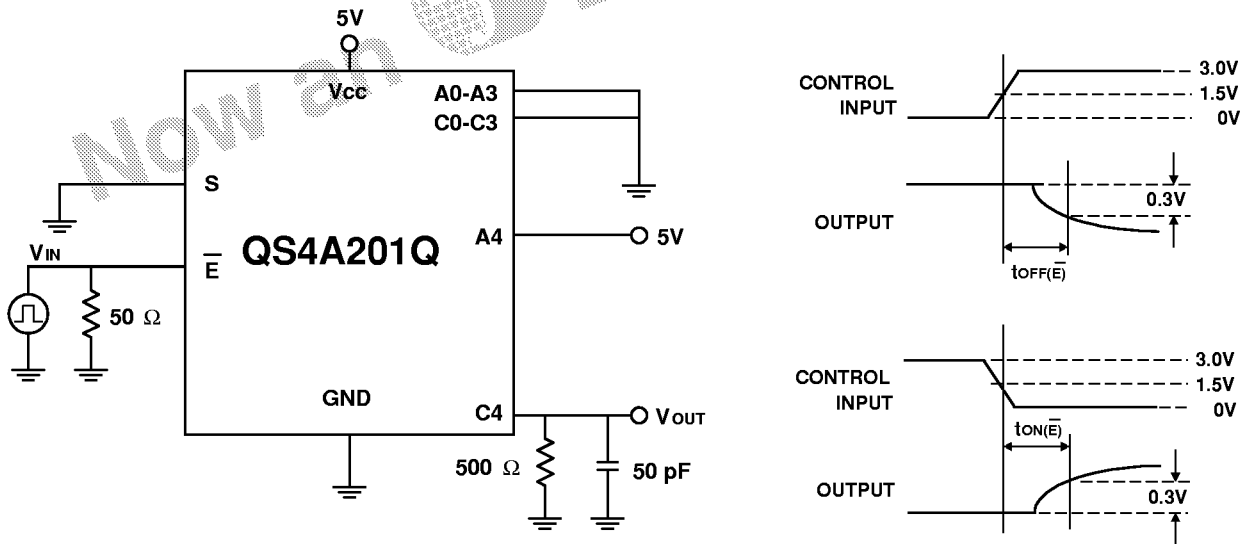 5V
Now an
Vcc
A0-A3
C0-C3
S
QS4A201Q
A4
5V
VIN
E
50 Ω
GND
C4
VOUT
500 Ω
50 pF
CONTROL
INPUT
3.0V
1.5V
0V
OUTPUT
0.3V
tOFF(E)
CONTROL
INPUT
3.0V
1.5V
0V
tON(E)
OUTPUT
0.3V